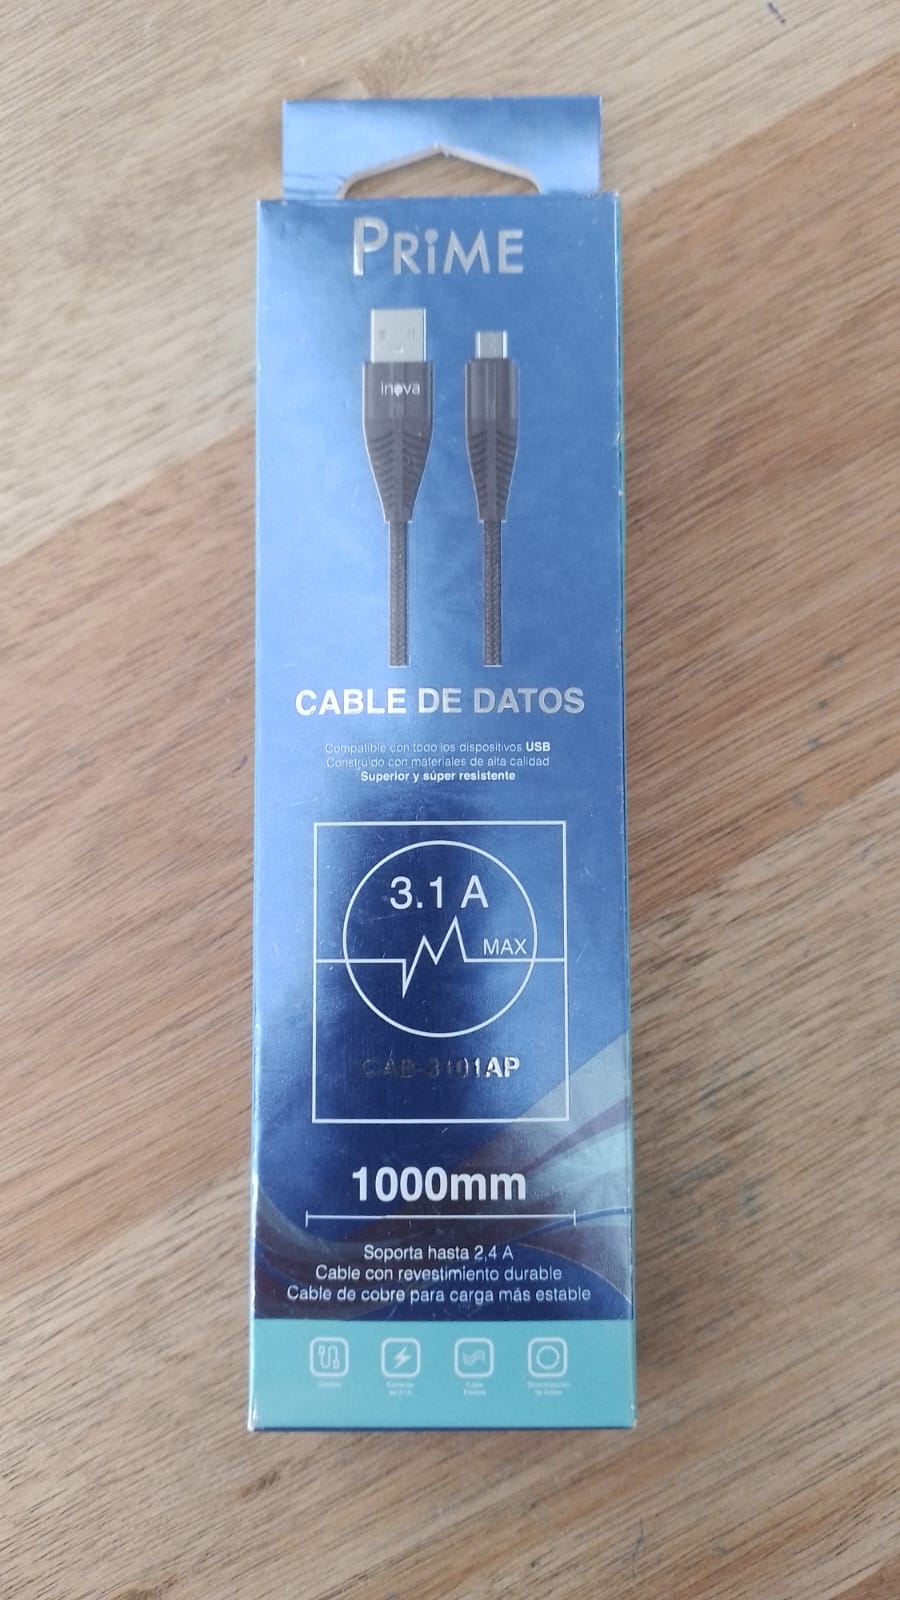 PRiME
inova
CABLE DE DATOS
Compatible con todo los dispositivos USB
Construido con materiales de alta calidad
Superior y súper resistente
3.1 A
MAX
CAB-3101AP
1000mm
Soporta hasta 2,4 A
Cable con revestimiento durable
Cable de cobre para carga más estable